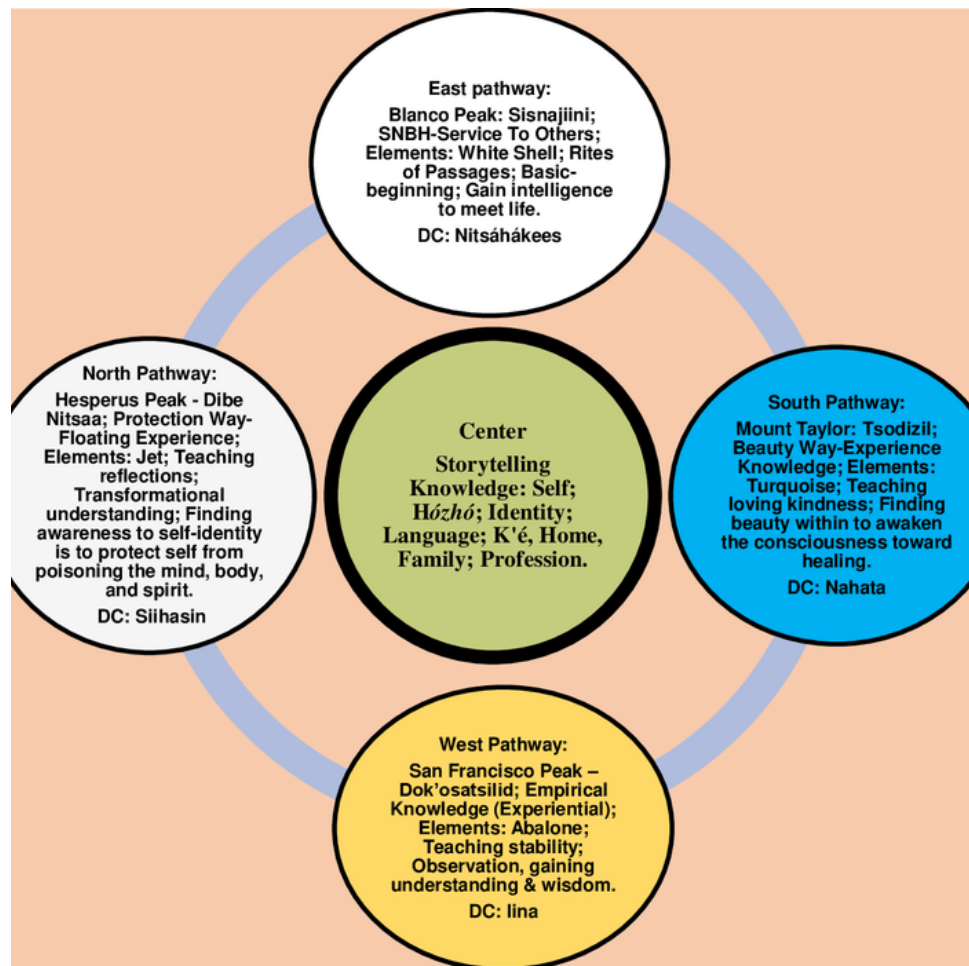 East pathway:
Blanco Peak: Sisnajiini;
SNBH-Service To Others;
Elements: White Shell; Rites
of Passages; Basic-
beginning; Gain intelligence
to meet life.
DC: Nitsáhákees
North Pathway:
Hesperus Peak - Dibe
Nitsaa; Protection Way-
Floating Experience;
Elements: Jet; Teaching
reflections;
Transformational
understanding; Finding
awareness to self-identity
is to protect self from
poisoning the mind, body,
and spirit.
DC: Siihasin
Center
Storytelling
Knowledge: Self;
Hózhó; Identity;
Language; K'é, Home,
Family; Profession.
South Pathway:
Mount Taylor: Tsodizil;
Beauty Way-Experience
Knowledge; Elements:
Turquoise; Teaching
loving kindness; Finding
beauty within to awaken
the consciousness toward
healing.
DC: Nahata
West Pathway:
San Francisco Peak –
Dok’osatsilid; Empirical
Knowledge (Experiential);
Elements: Abalone;
Teaching stability;
Observation, gaining
understanding & wisdom.
DC: Iina